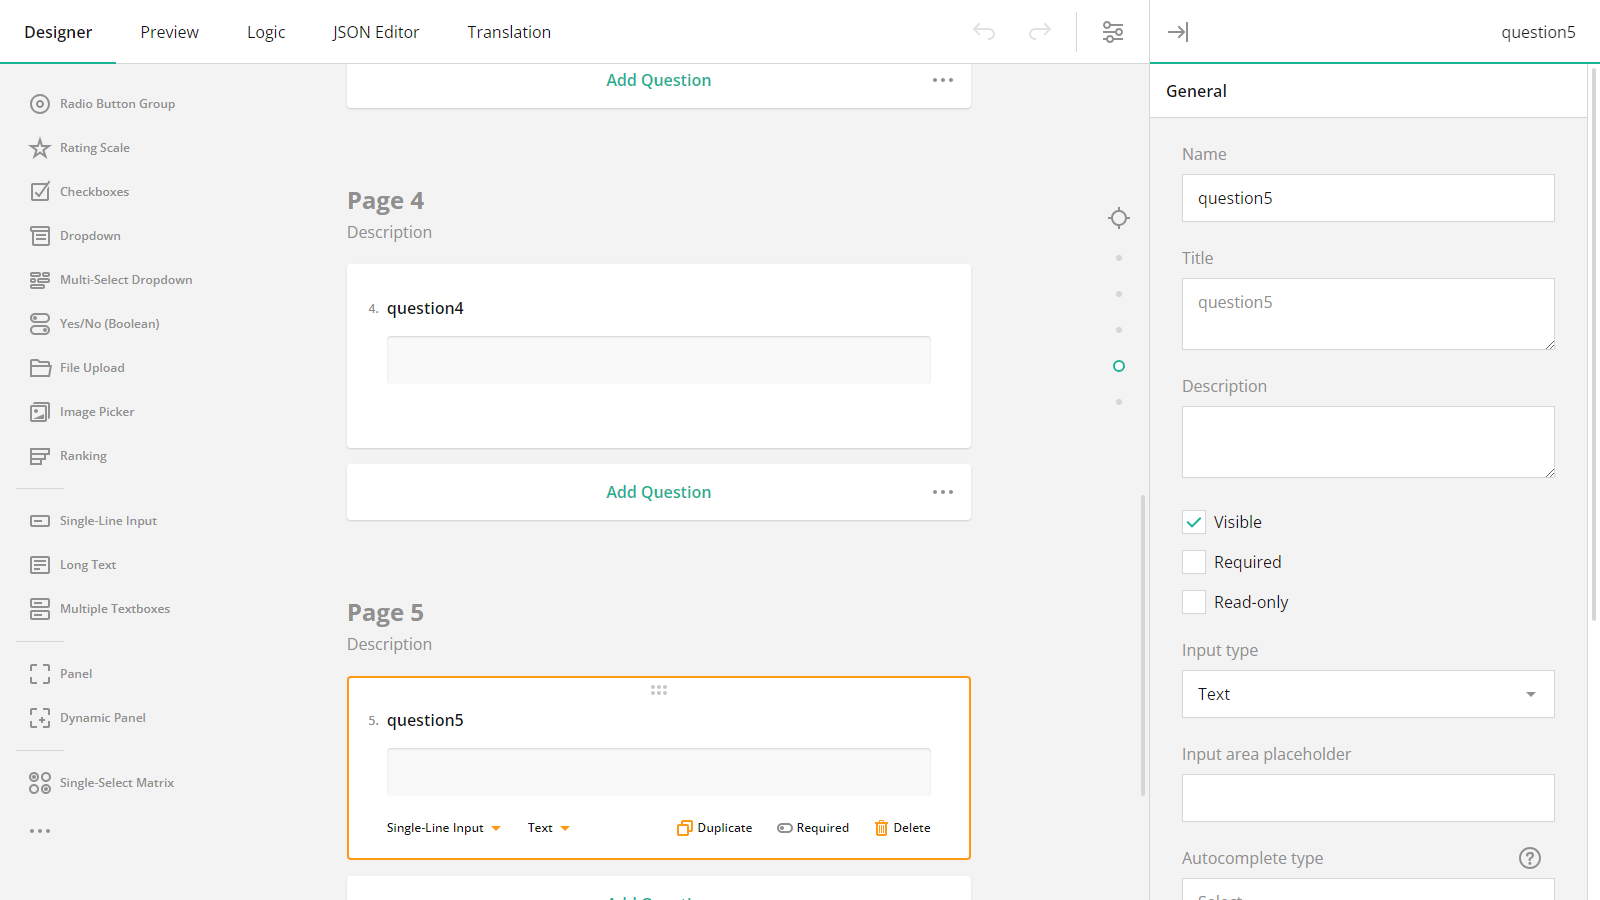 Designer Preview Logic JSON Editor Translation question5
Radio Button Group
Rating Scale
Checkboxes
Dropdown
Multi-Select Dropdown
Yes/No (Boolean)
File Upload
Image Picker
Ranking
Single-Line Input
Long Text
Multiple Textboxes
Panel
Dynamic Panel
Single-Select Matrix
Add Question
Page 4
Description
4. question4
Add Question
Page 5
Description
5. question5
Single-Line Input Text Duplicate Required Delete
Add Question
General
Name
question5
Title
question5
Description
Visible
Required
Read-only
Input type
Text
Input area placeholder
Autocomplete type
Select